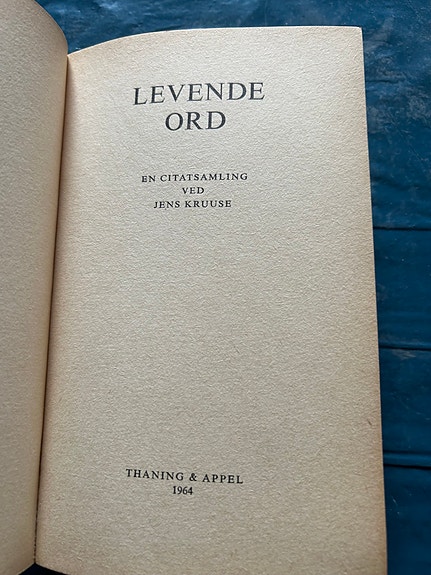 LEVENDE
ORD
EN CITATSAMLING
VED
JENS KRUUSE
THANING & APPEL
1964